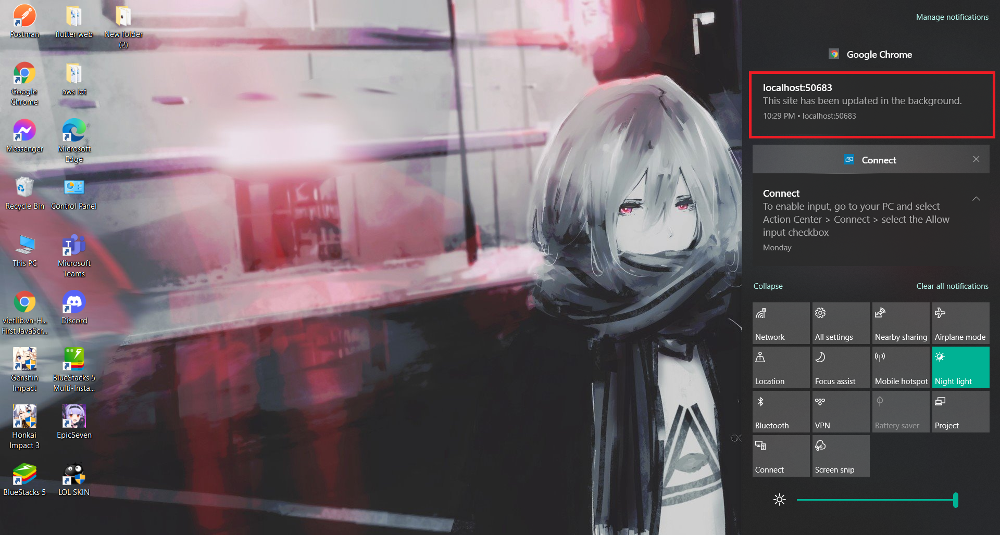 Postman
flutter web
New folder
(2)
Google
Chrome
aws iot
Messenger
Microsoft
Edge
Recycle Bin
Control Panel
This PC
Microsoft
Teams
vietlib.vn-H...
First JavaScr...
Discord
Genshin
Impact
BlueStacks 5
Multi-Insta...
Honkai
Impact 3
EpicSeven
BlueStacks 5
LOL SKIN
Manage notifications
Google Chrome
localhost:50683
This site has been updated in the background.
10:29 PM • localhost:50683
Connect
Connect
To enable input, go to your PC and select
Action Center > Connect > select the Allow
input checkbox
Monday
Collapse
Clear all notifications
Network
All settings
Nearby sharing
Airplane mode
Location
Focus assist
Mobile hotspot
Night light
Bluetooth
VPN
Battery saver
Project
Connect
Screen snip